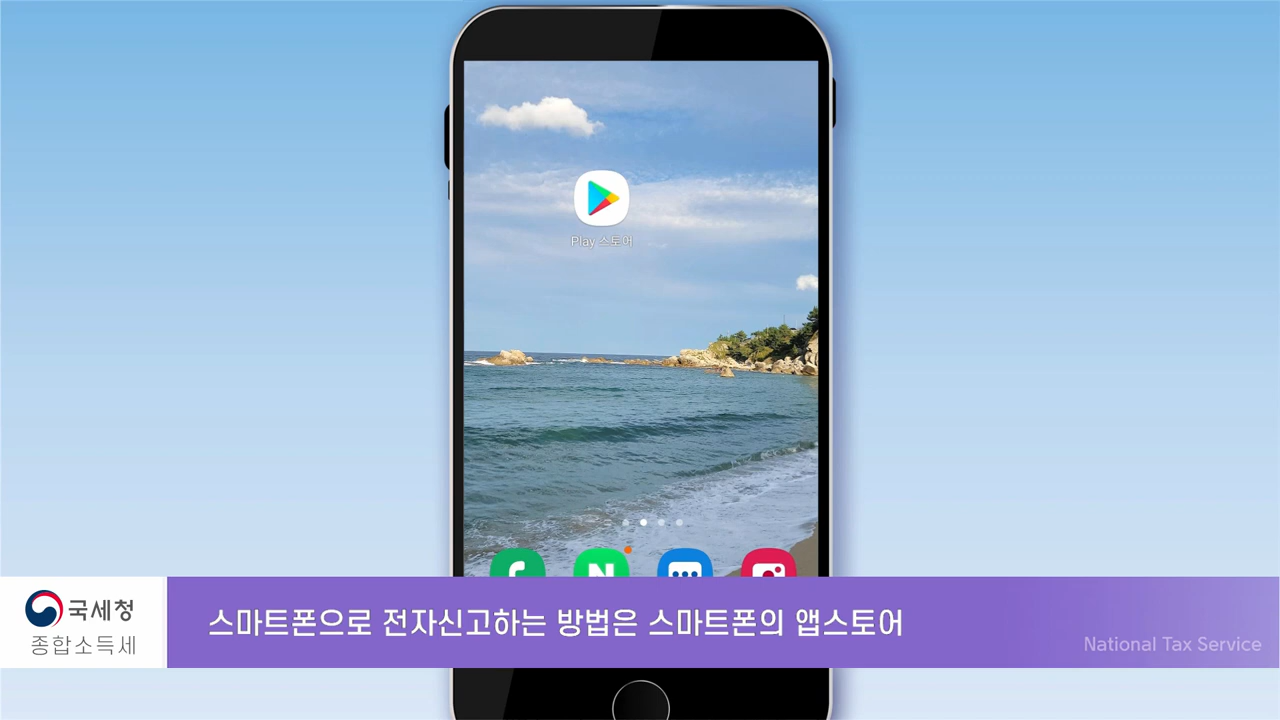 Play 스토어
N
국세청
종합소득세
스마트폰으로 전자신고하는 방법은 스마트폰의 앱스토어
National Tax Service